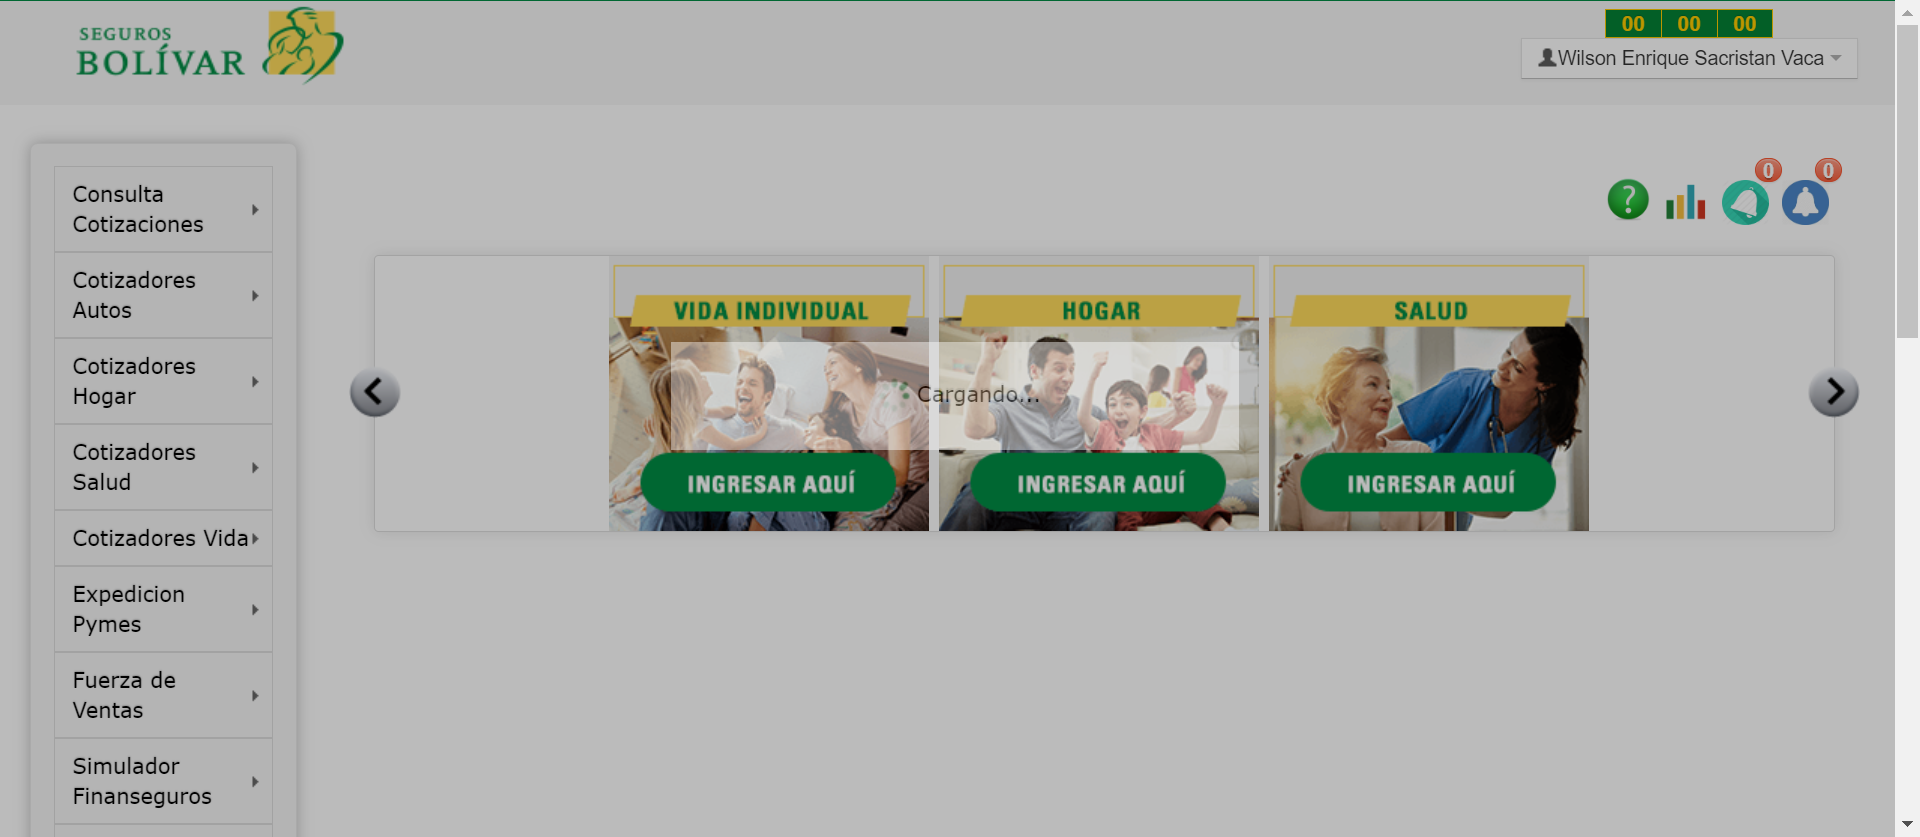 SEGUROS
BOLÍVAR
00 00 00
Wilson Enrique Sacristan Vaca
Consulta
Cotizaciones
Cotizadores
Autos
Cotizadores
Hogar
Cotizadores
Salud
Cotizadores Vida
Expedicion
Pymes
Fuerza de
Ventas
Simulador
Finanseguros
?
0
0
VIDA INDIVIDUAL
HOGAR
SALUD
Cargando...
INGRESAR AQUÍ
INGRESAR AQUÍ
INGRESAR AQUÍ